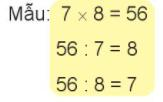 Mẫu: 7 × 8 = 56
56 : 7 = 8
56 : 8 = 7